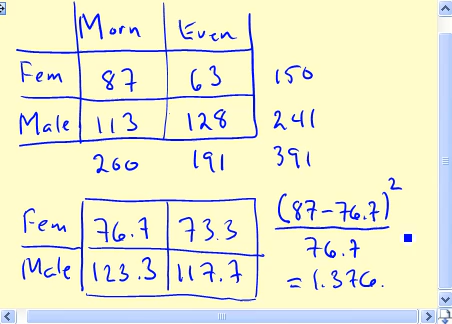 Morn Even
Fem 87 63 150
Male 113 128 241
200 191 391
Fem 76.7 73.3
Male 123.3 117.7
(87-76.7)²
76.7
= 1.376.